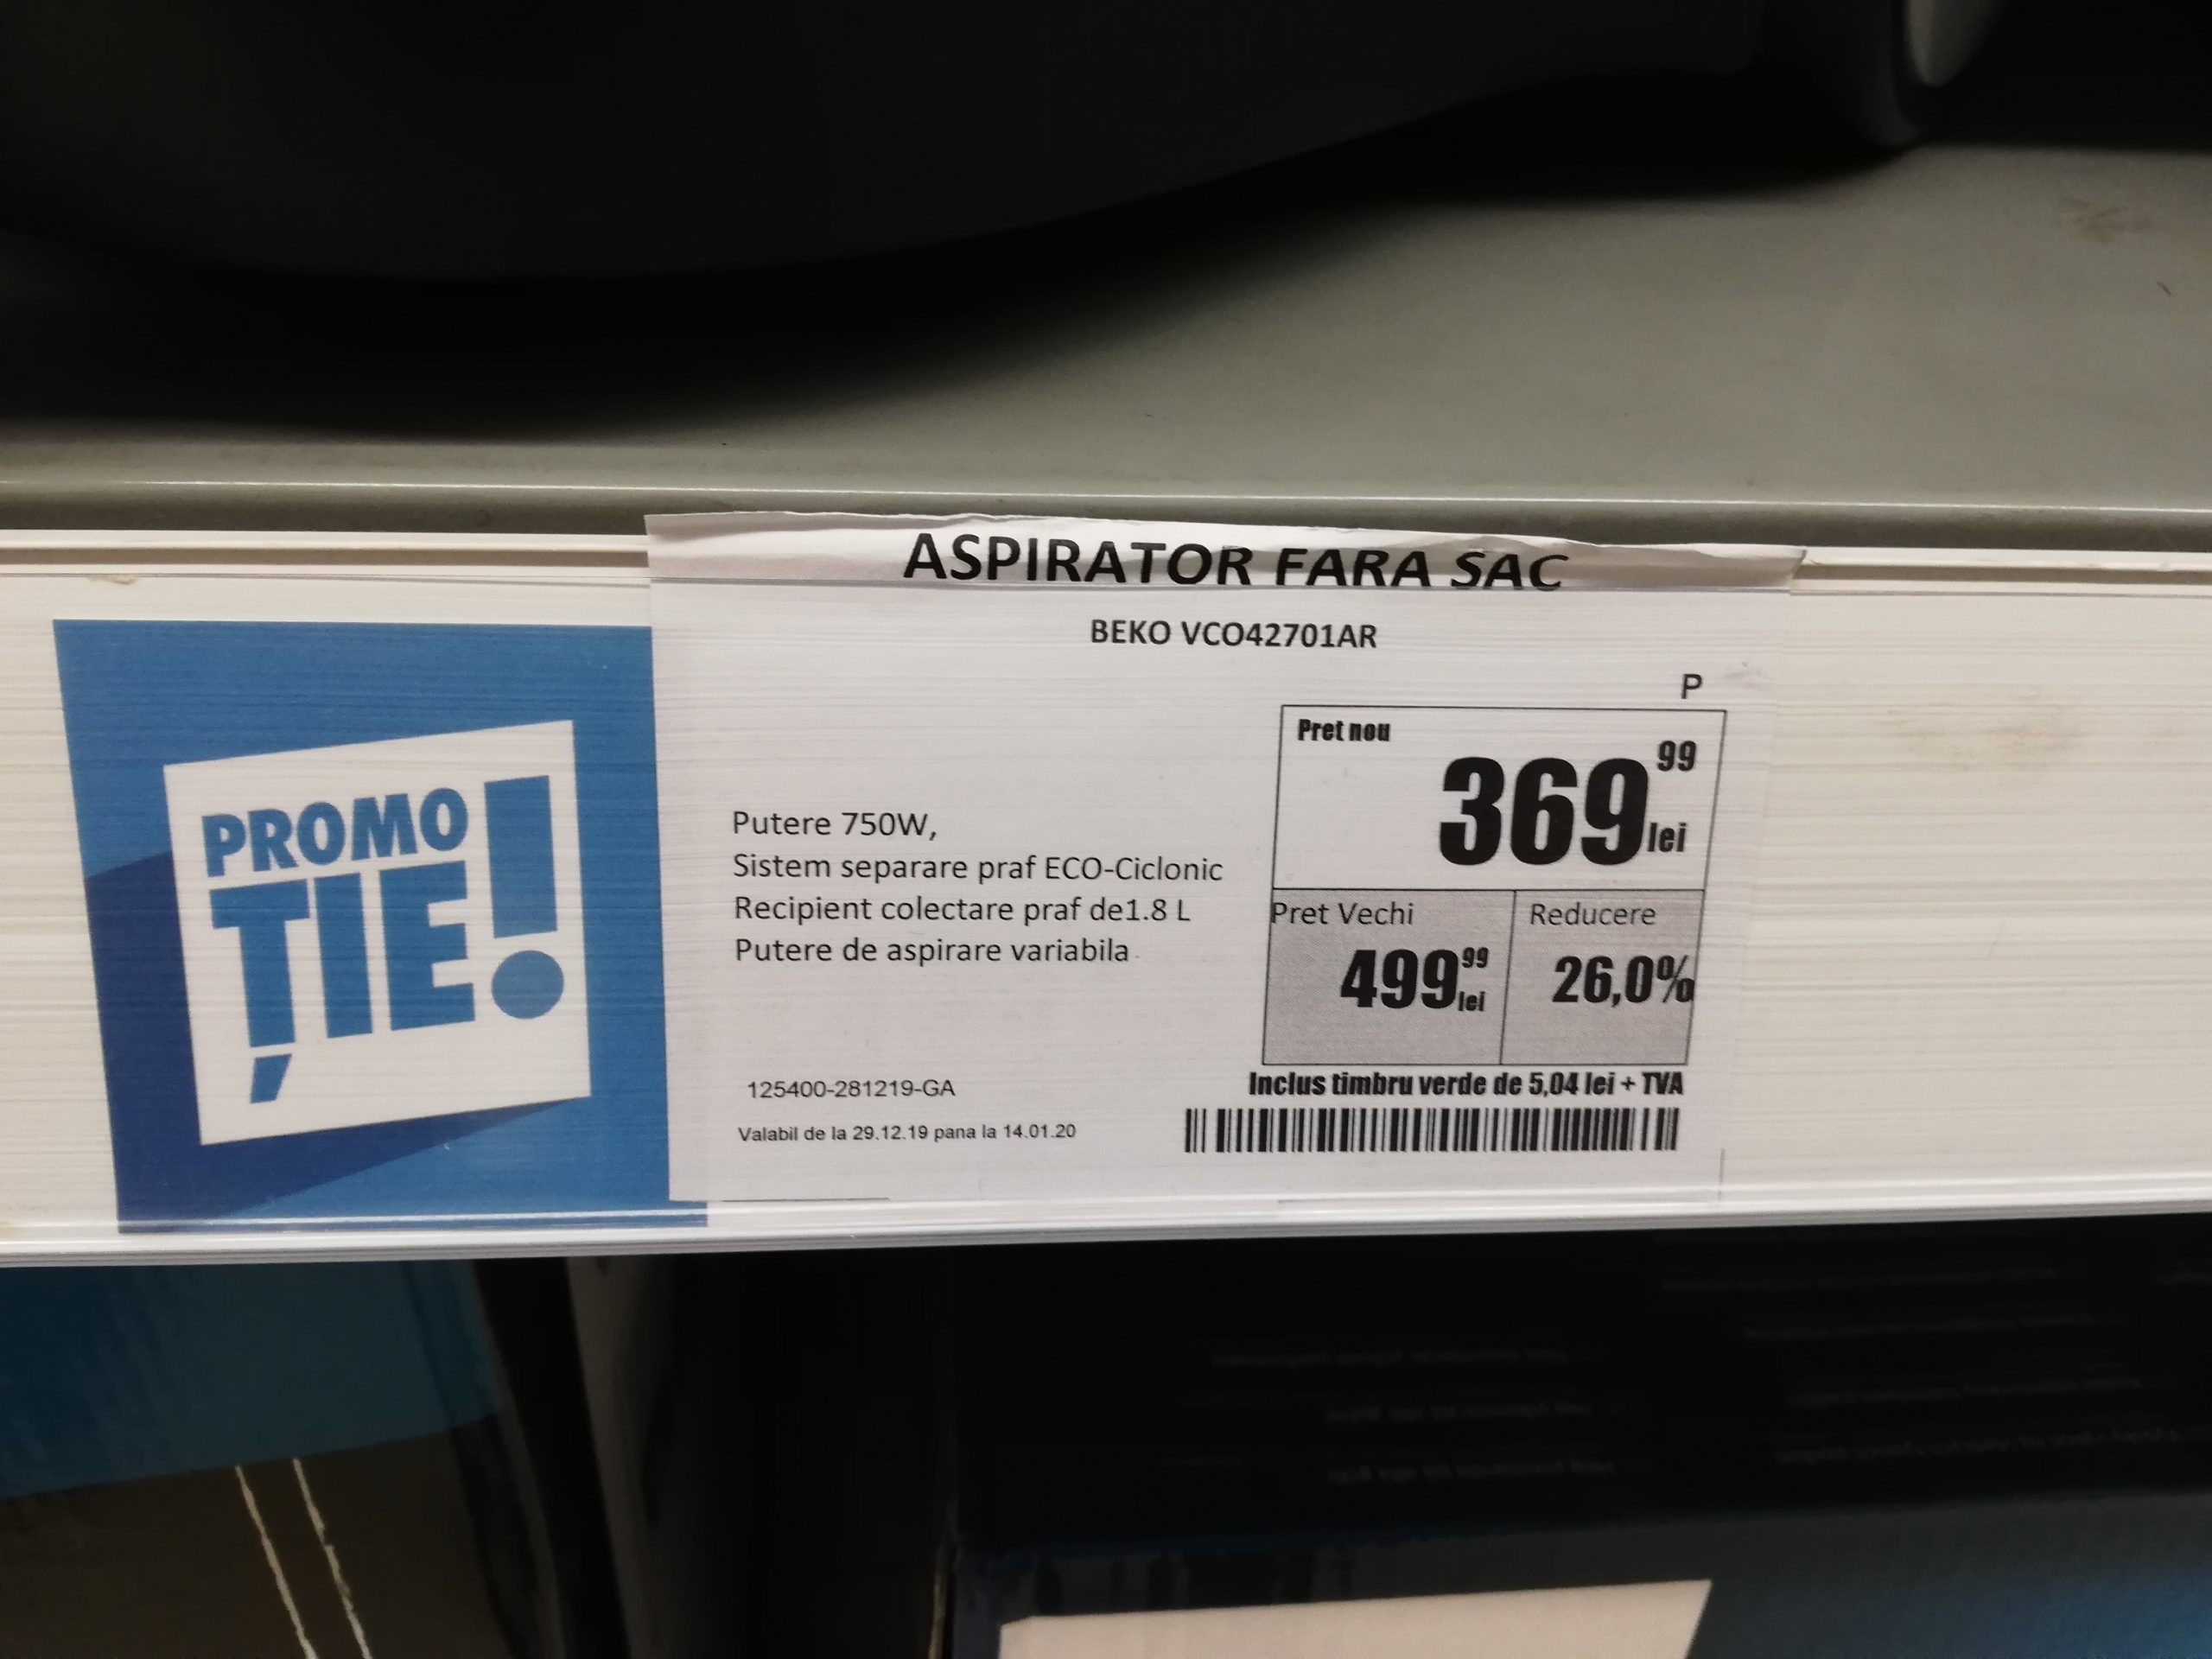 ASPIRATOR FARA SAC
BEKO VCO42701AR
P
PROMO
ȚIE!
Pret nou
369 99 lei
Putere 750W,
Sistem separare praf ECO-Ciclonic
Recipient colectare praf de1.8 L
Putere de aspirare variabila
Pret Vechi
499 99 lei
Reducere
26,0%
125400-281219-GA
Inclus timbru verde de 5,04 lei + TVA
Valabil de la 29.12.19 pana la 14.01.20